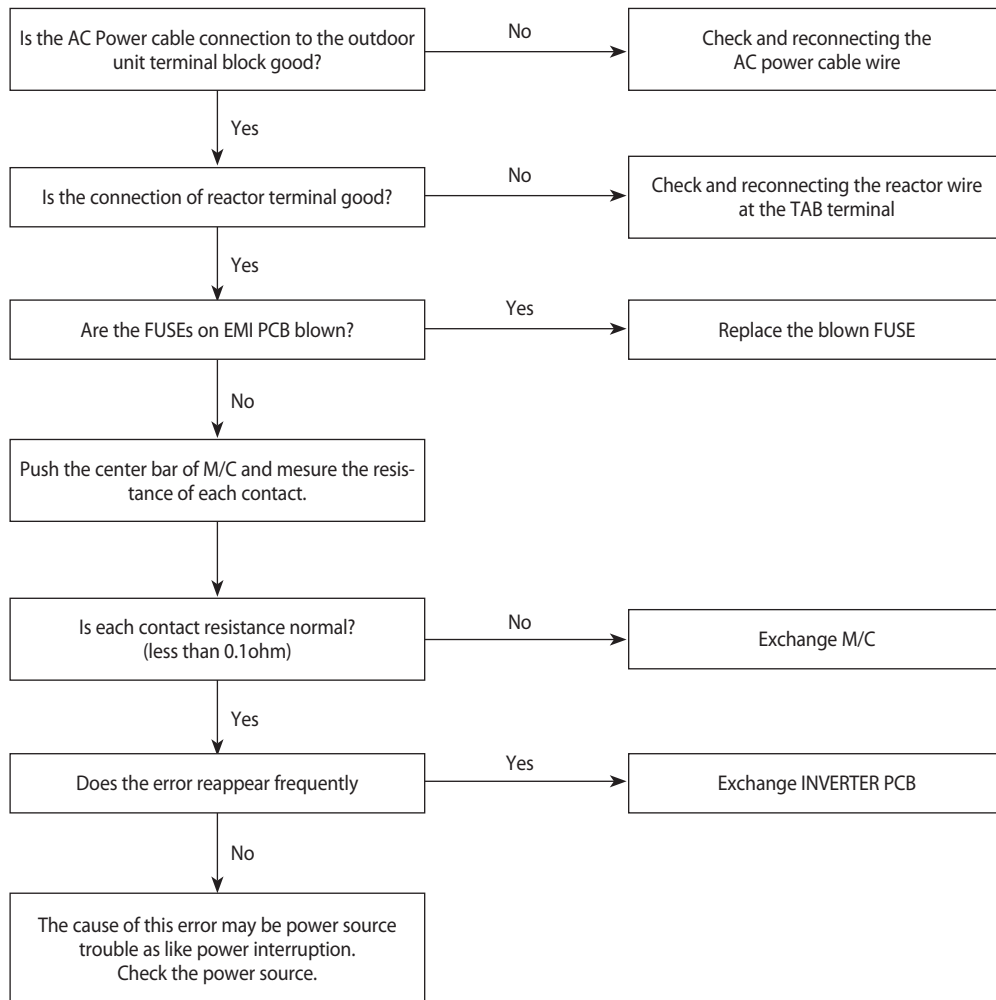 Is the AC Power cable connection to the outdoor
unit terminal block good?
No
Check and reconnecting the
AC power cable wire
Yes
Is the connection of reactor terminal good?
No
Check and reconnecting the reactor wire
at the TAB terminal
Yes
Are the FUSEs on EMI PCB blown?
Yes
Replace the blown FUSE
No
Push the center bar of M/C and mesure the resis-
tance of each contact.
Is each contact resistance normal?
(less than 0.1ohm)
No
Exchange M/C
Yes
Does the error reappear frequently
Yes
Exchange INVERTER PCB
No
The cause of this error may be power source
trouble as like power interruption.
Check the power source.